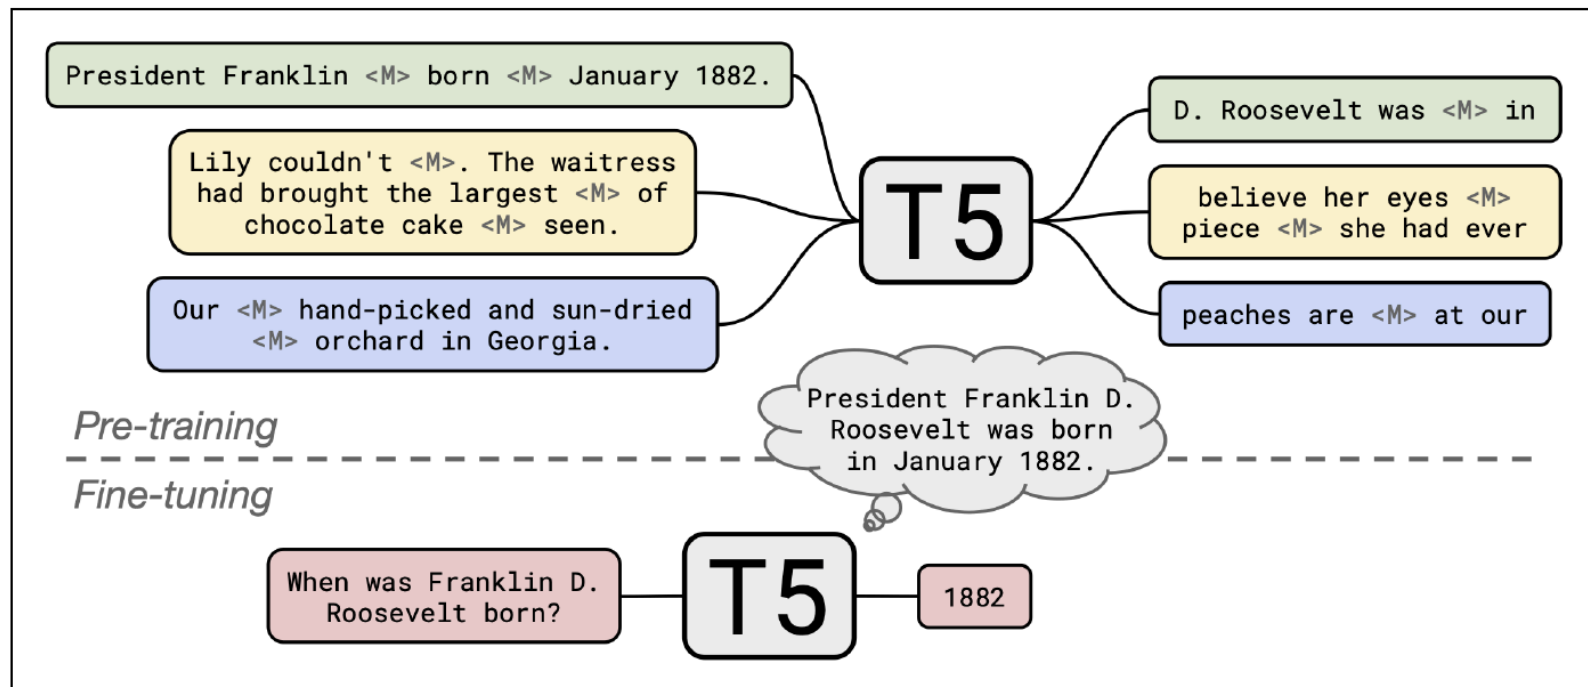 President Franklin <M> born <M> January 1882.
Lily couldn't <M>. The waitress
had brought the largest <M> of
chocolate cake <M> seen.
Our <M> hand-picked and sun-dried
<M> orchard in Georgia.
T5
D. Roosevelt was <M> in
believe her eyes <M>
piece <M> she had ever
peaches are <M> at our
Pre-training
President Franklin D.
Roosevelt was born
in January 1882.
Fine-tuning
When was Franklin D.
Roosevelt born?
T5
1882